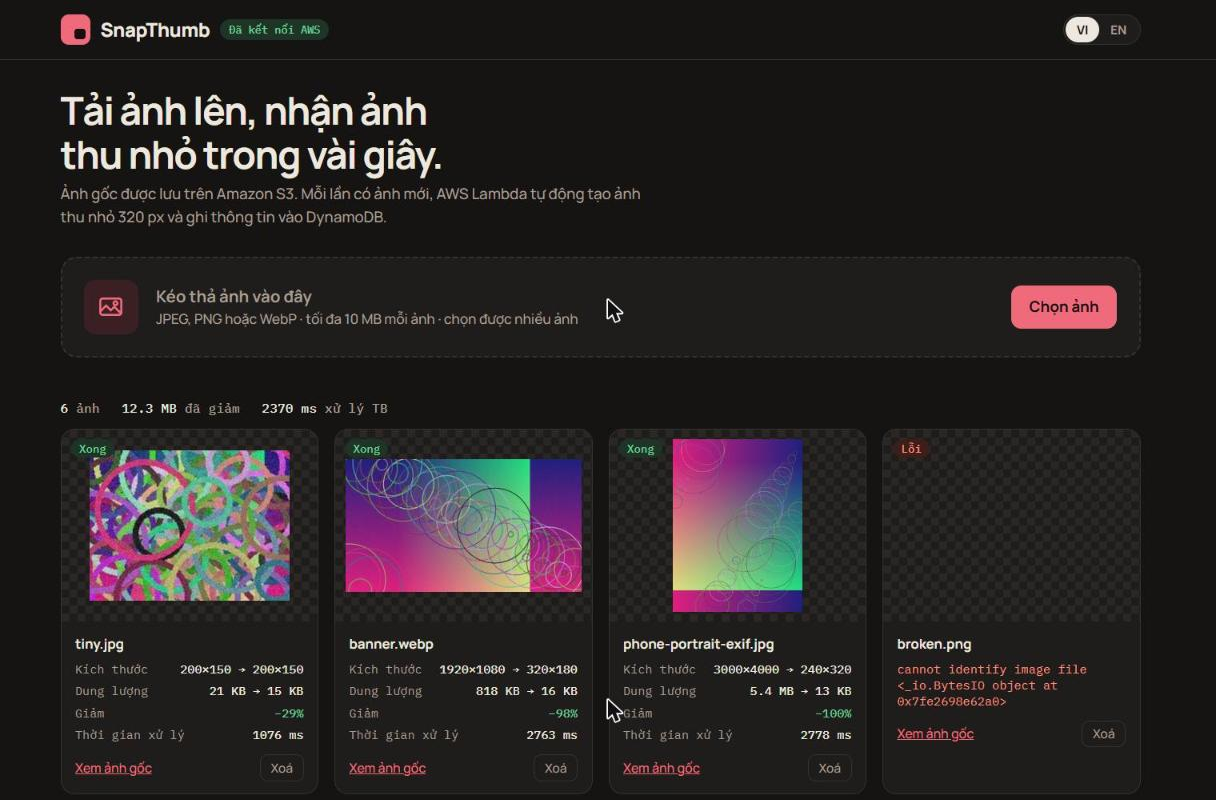 SnapThumb
Đã kết nối AWS
VI
EN
Tải ảnh lên, nhận ảnh
thu nhỏ trong vài giây.
Ảnh gốc được lưu trên Amazon S3. Mỗi lần có ảnh mới, AWS Lambda tự động tạo ảnh
thu nhỏ 320 px và ghi thông tin vào DynamoDB.
Kéo thả ảnh vào đây
JPEG, PNG hoặc WebP · tối đa 10 MB mỗi ảnh · chọn được nhiều ảnh
Chọn ảnh
6 ảnh 12.3 MB đã giảm 2370 ms xử lý TB
Xong
tiny.jpg
Kích thước 200×150 → 200×150
Dung lượng 21 KB → 15 KB
Giảm −29%
Thời gian xử lý 1076 ms
Xem ảnh gốc
Xoá
Xong
banner.webp
Kích thước 1920×1080 → 320×180
Dung lượng 818 KB → 16 KB
Giảm −98%
Thời gian xử lý 2763 ms
Xem ảnh gốc
Xoá
Xong
phone-portrait-exif.jpg
Kích thước 3000×4000 → 240×320
Dung lượng 5.4 MB → 13 KB
Giảm −100%
Thời gian xử lý 2778 ms
Xem ảnh gốc
Xoá
Lỗi
broken.png
cannot identify image file
<_io.BytesIO object at
0x7fe2698e62a0>
Xem ảnh gốc
Xoá